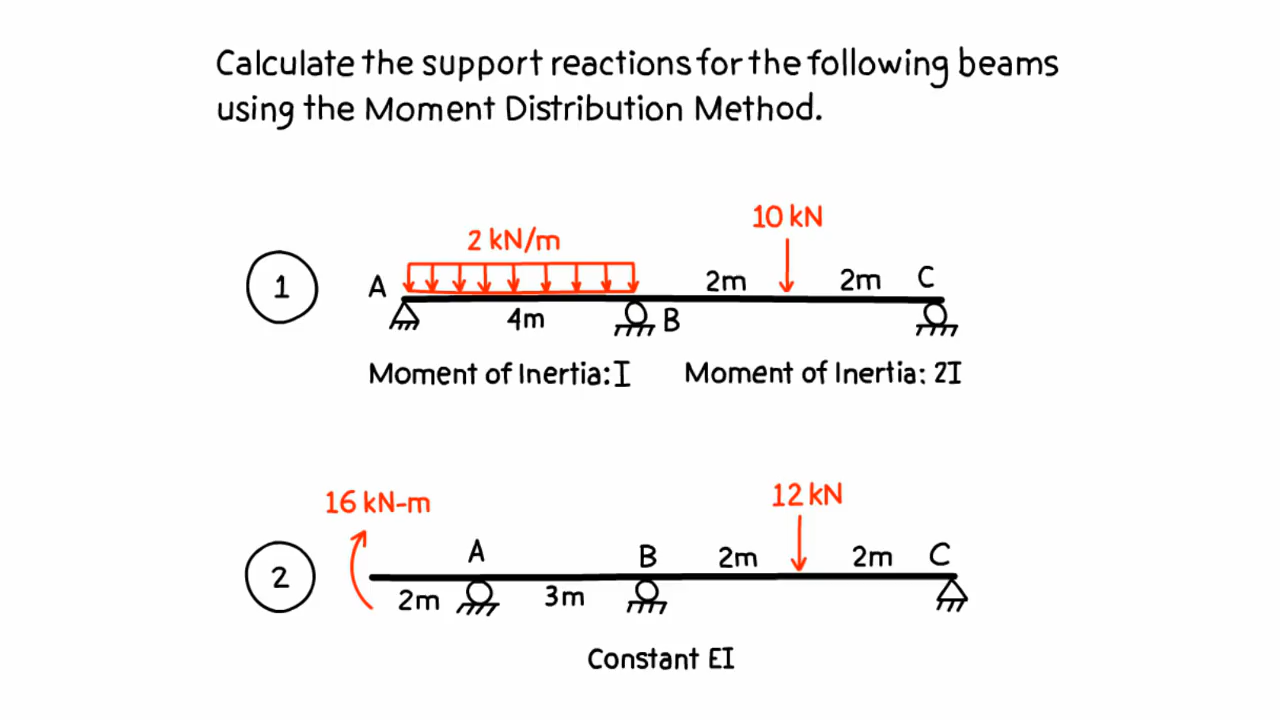 Calculate the support reactions for the following beams
using the Moment Distribution Method.
10 kN
2 kN/m
1
A
2m
2m
C
4m
B
Moment of Inertia: I
Moment of Inertia: 2I
16 kN-m
12 kN
2
A
B
2m
2m
C
2m
3m
Constant EI